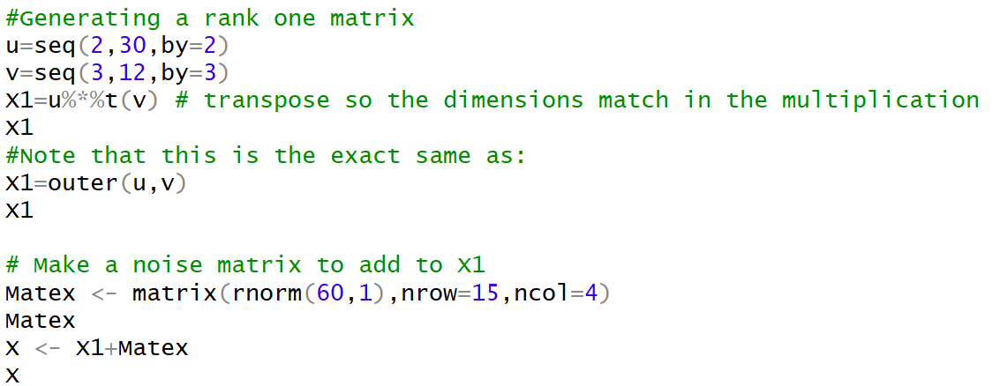 #Generating a rank one matrix
u=seq(2,30,by=2)
v=seq(3,12,by=3)
X1=u%*%t(v) # transpose so the dimensions match in the multiplication
X1
#Note that this is the exact same as:
X1=outer(u,v)
X1
# Make a noise matrix to add to X1
Matex <- matrix(rnorm(60,1),nrow=15,ncol=4)
Matex
X <- X1+Matex
X